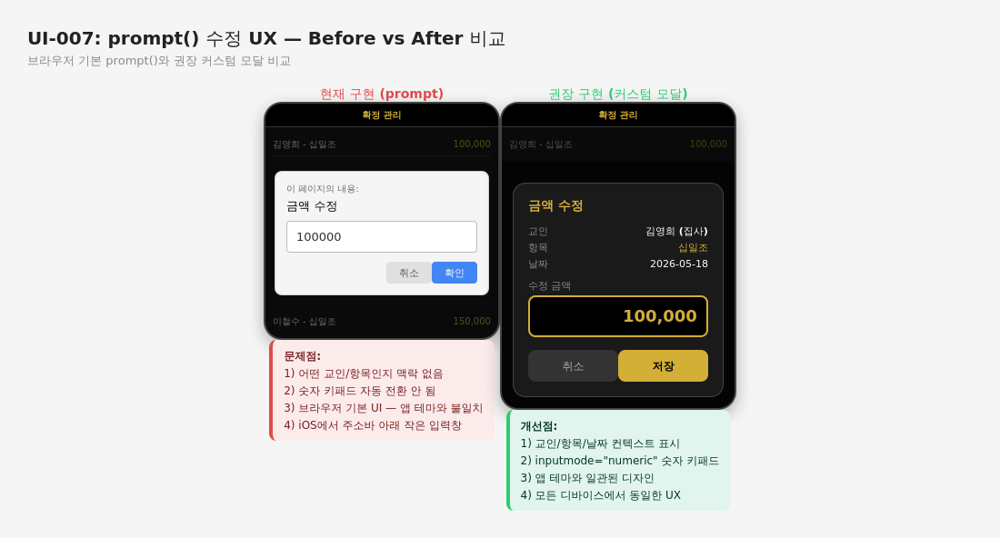 UI-007: prompt() 수정 UX — Before vs After 비교
브라우저 기본 prompt()와 권장 커스텀 모달 비교
현재 구현 (prompt)
확정 관리
김영희 - 십일조 100,000
이 페이지의 내용:
금액 수정
100000
취소 확인
이철수 - 십일조 150,000
문제점:
1) 어떤 교인/항목인지 맥락 없음
2) 숫자 키패드 자동 전환 안 됨
3) 브라우저 기본 UI — 앱 테마와 불일치
4) iOS에서 주소바 아래 작은 입력창
권장 구현 (커스텀 모달)
확정 관리
김영희 - 십일조 100,000
금액 수정
교인 김영희 (집사)
항목 십일조
날짜 2026-05-18
수정 금액
100,000
취소 저장
개선점:
1) 교인/항목/날짜 컨텍스트 표시
2) inputmode="numeric" 숫자 키패드
3) 앱 테마와 일관된 디자인
4) 모든 디바이스에서 동일한 UX